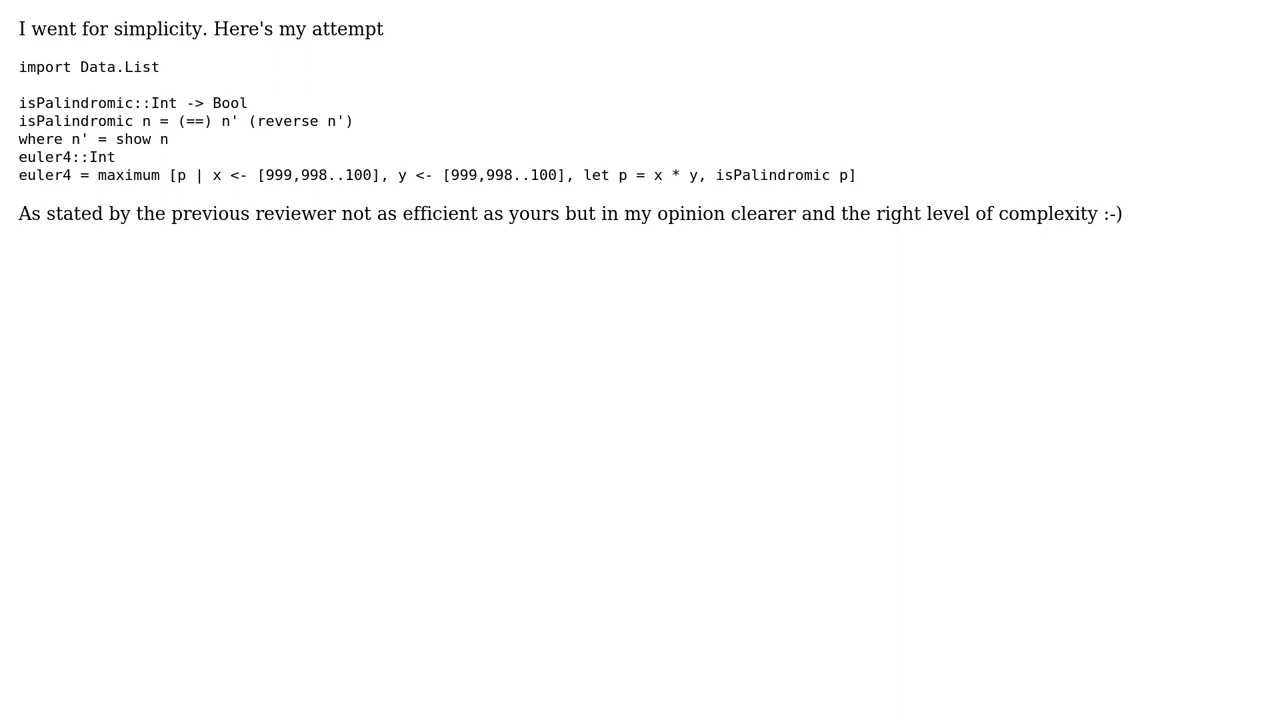 I went for simplicity. Here's my attempt
import Data.List
isPalindromic::Int -> Bool
isPalindromic n = (==) n' (reverse n')
where n' = show n
euler4::Int
euler4 = maximum [p | x <- [999,998..100], y <- [999,998..100], let p = x * y, isPalindromic p]
As stated by the previous reviewer not as efficient as yours but in my opinion clearer and the right level of complexity :-)